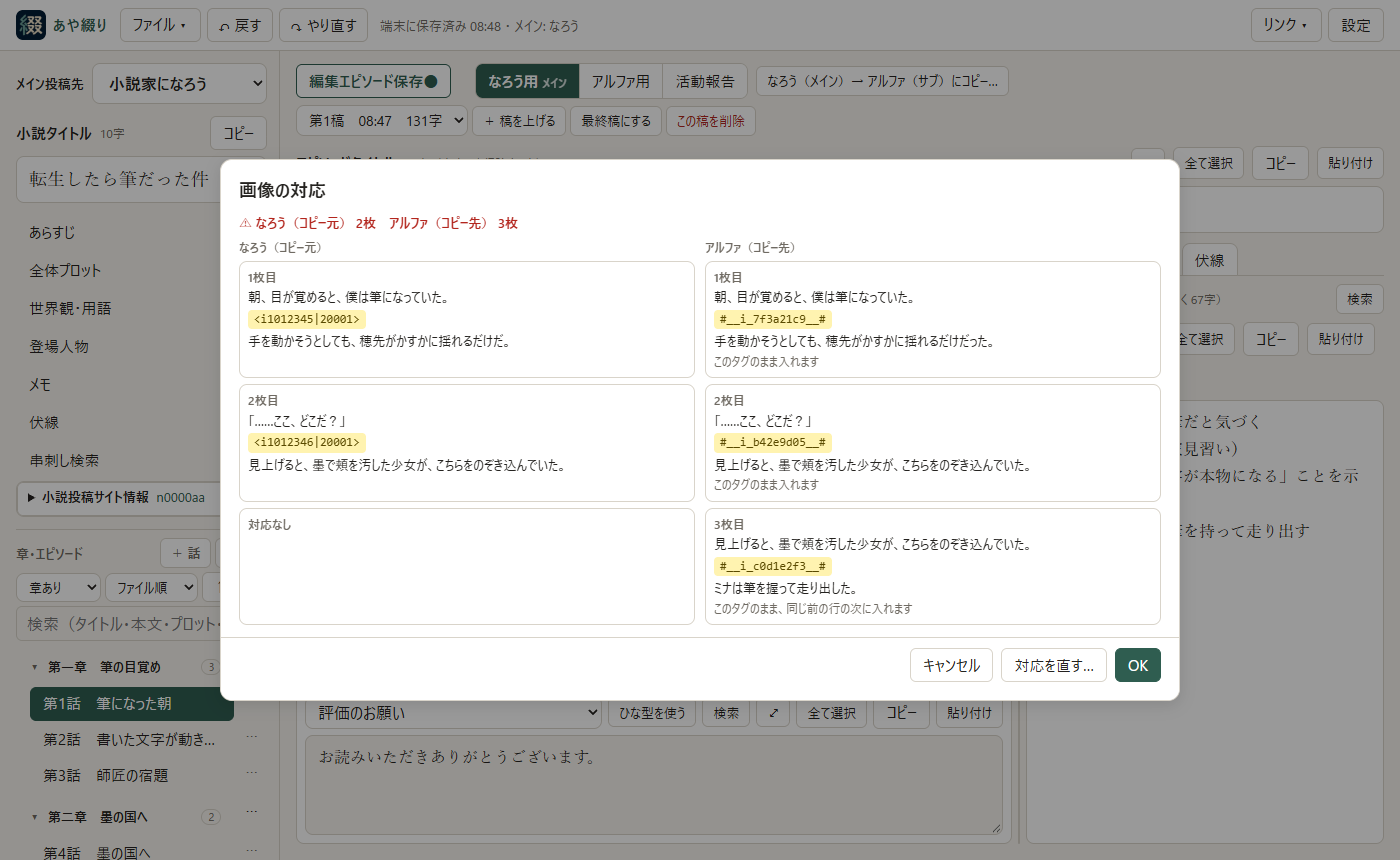 綴 あや綴り ファイル▾ 戻す やり直す 端末に保存済み 08:48・メイン: なろう リンク▾ 設定
メイン投稿先 小説家になろう
編集エピソード保存● なろう用 メイン アルファ用 活動報告 なろう（メイン）→ アルファ（サブ）にコピー…
第1稿 08:47 131字 ＋ 稿を上げる 最終稿にする この稿を削除
小説タイトル 10字 コピー
転生したら筆だった件
全て選択 コピー 貼り付け
あらすじ
全体プロット
世界観・用語
登場人物
メモ
伏線
串刺し検索
▶ 小説投稿サイト情報 n0000aa
章・エピソード ＋ 話
章あり ファイル順
検索（タイトル・本文・プロット・
▼ 第一章 筆の目覚め 3
第1話 筆になった朝
第2話 書いた文字が動き… …
第3話 師匠の宿題 …
▼ 第二章 墨の国へ 2 …
第4話 墨の国へ …
画像の対応
⚠ なろう（コピー元） 2枚 アルファ（コピー先） 3枚
なろう（コピー元）
1枚目
朝、目が覚めると、僕は筆になっていた。
<i1012345|20001>
手を動かそうとしても、穂先がかすかに揺れるだけだ。
2枚目
「……ここ、どこだ？」
<i1012346|20001>
見上げると、墨で頬を汚した少女が、こちらをのぞき込んでいた。
対応なし
アルファ（コピー先）
1枚目
朝、目が覚めると、僕は筆になっていた。
#__i_7f3a21c9__#
手を動かそうとしても、穂先がかすかに揺れるだけだった。
このタグのまま入れます
2枚目
「……ここ、どこだ？」
#__i_b42e9d05__#
見上げると、墨で頬を汚した少女が、こちらをのぞき込んでいた。
このタグのまま入れます
3枚目
見上げると、墨で頬を汚した少女が、こちらをのぞき込んでいた。
#__i_c0d1e2f3__#
ミナは筆を握って走り出した。
このタグのまま、同じ前の行の次に入れます
キャンセル 対応を直す… OK
伏線
く67字）
検索
全て選択 コピー 貼り付け
だと気づく
見習い）
が本物になる」ことを示
を持って走り出す
評価のお願い ひな型を使う 検索 ⤢ 全て選択 コピー 貼り付け
お読みいただきありがとうございます。